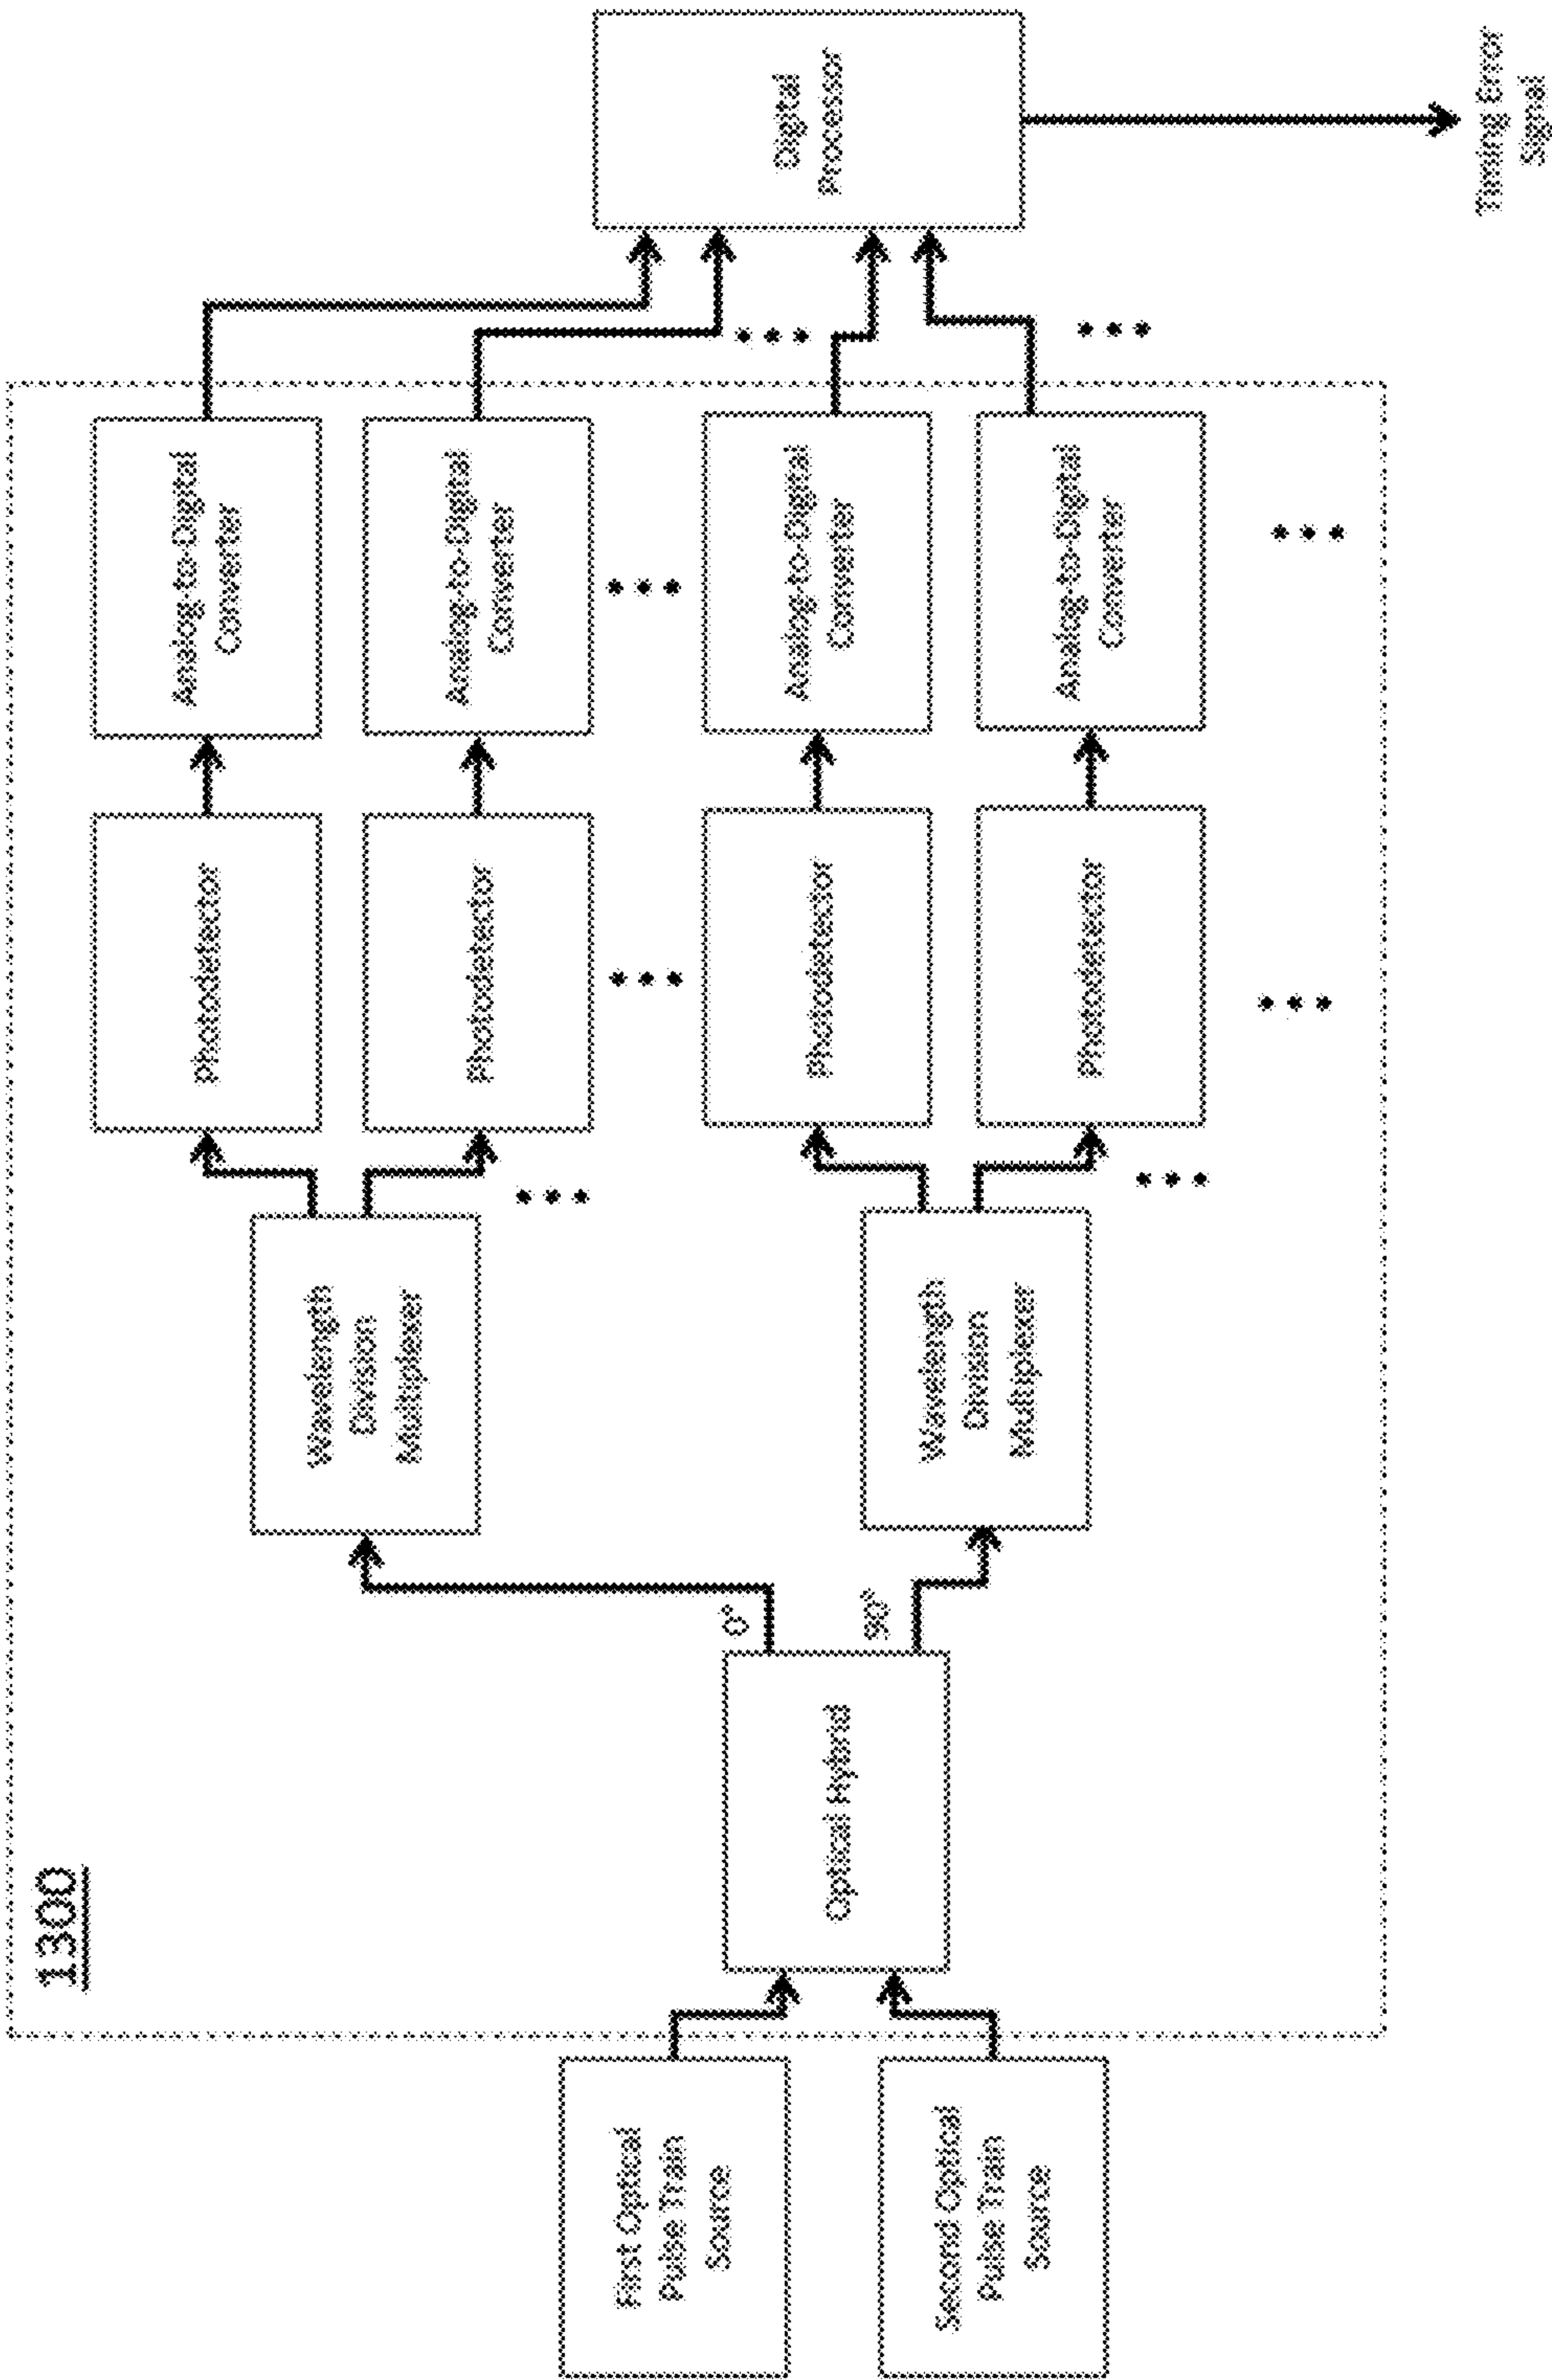 1300
First Optical
Pulse Train
Source
Second Optical
Pulse Train
Source
Optical Hybrid
0°
90°
Wavelength
Division
Multiplexer
Wavelength
Division
Multiplexer
Photodetector
Photodetector
Photodetector
Photodetector
Analog-to-Digital
Converter
Analog-to-Digital
Converter
Analog-to-Digital
Converter
Analog-to-Digital
Converter
Digital
Processor
Timing Error
Signal